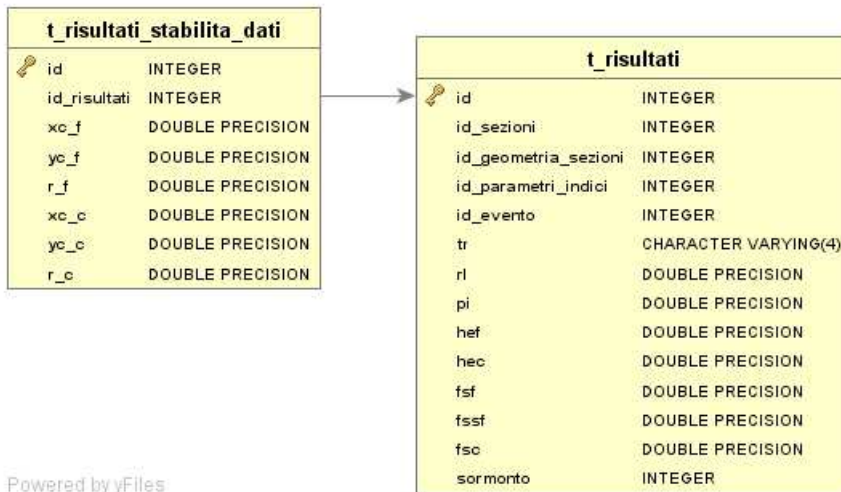 t_risultati_stabilita_dati
id INTEGER
id_risultati INTEGER
xc_f DOUBLE PRECISION
yc_f DOUBLE PRECISION
r_f DOUBLE PRECISION
xc_c DOUBLE PRECISION
yc_c DOUBLE PRECISION
r_c DOUBLE PRECISION
t_risultati
id INTEGER
id_sezioni INTEGER
id_geometria_sezioni INTEGER
id_parametri_indici INTEGER
id_evento INTEGER
tr CHARACTER VARYING(4)
rl DOUBLE PRECISION
pi DOUBLE PRECISION
hef DOUBLE PRECISION
hec DOUBLE PRECISION
fsf DOUBLE PRECISION
fssf DOUBLE PRECISION
fsc DOUBLE PRECISION
sormonto INTEGER
Powered by yFiles